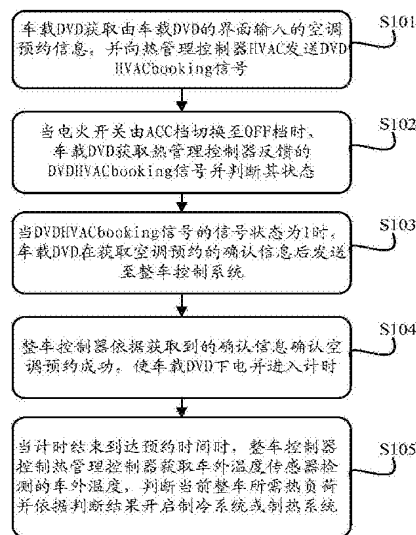 S101
车载DVD获取由车载DVD的界面输入的空调
预约信息，并向热管理控制器HVAC发送DVD
HVACbooking信号
S102
当电火开关由ACC档切换至OFF档时、
车载DVD获取热管理控制器反馈的
DVDHVACbooking信号并判断其状态
S103
当DVDHVACbooking信号的信号状态为1时，
车载DVD在获取空调预约的确认信息后发送
至整车控制系统
S104
整车控制器依据获取到的确认信息确认空
调预约成功，使车载DVD下电并进入计时
S105
当计时结束到达预约时间时，整车控制器
控制热管理控制器获取车外温度传感器检
测的车外温度，判断当前整车所需热负荷
并依据判断结果开启制冷系统或制热系统